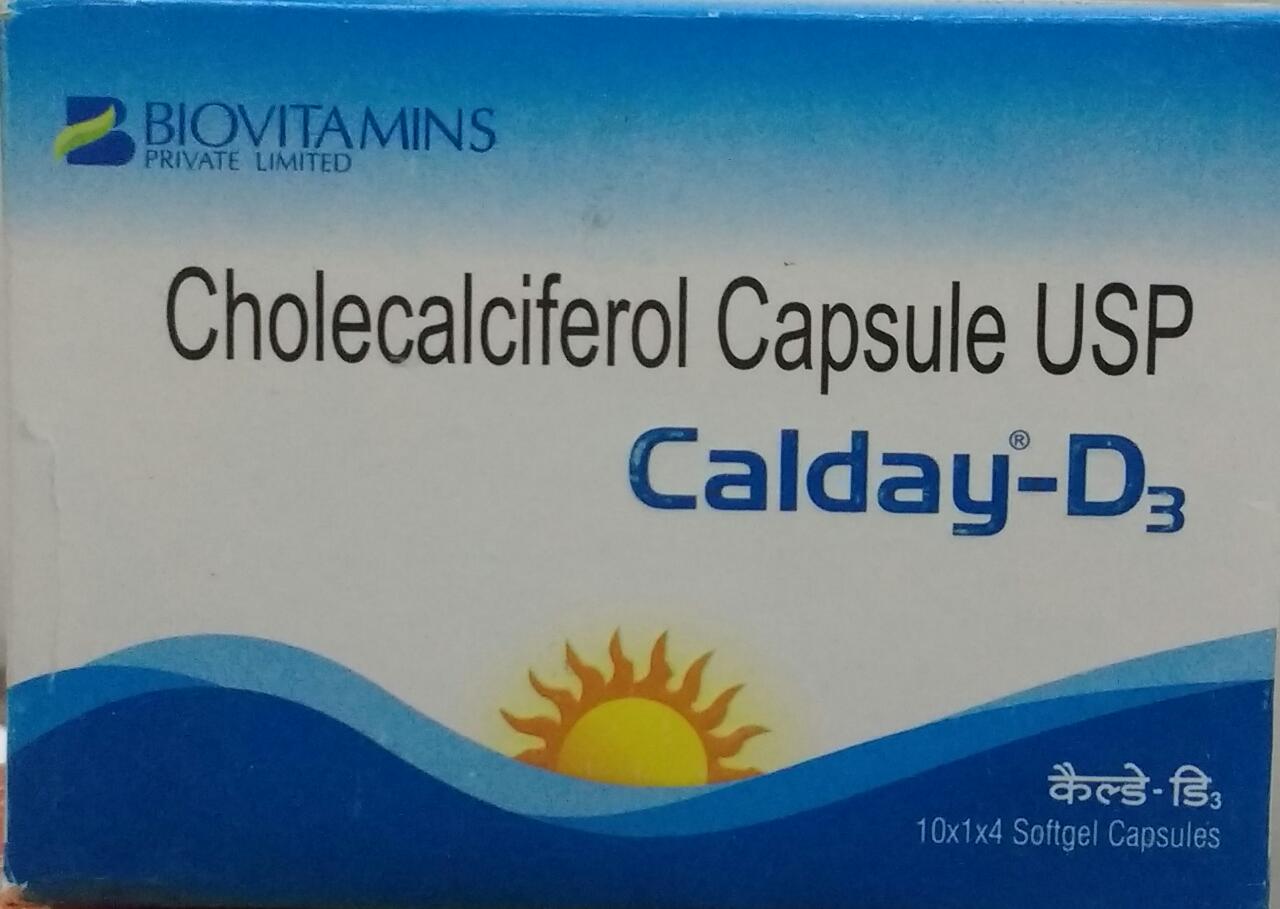 BIOVITAMINS
PRIVATE LIMITED
Cholecalciferol Capsule USP
Calday®-D₃
कैल्डे-डि₃
10x1x4 Softgel Capsules